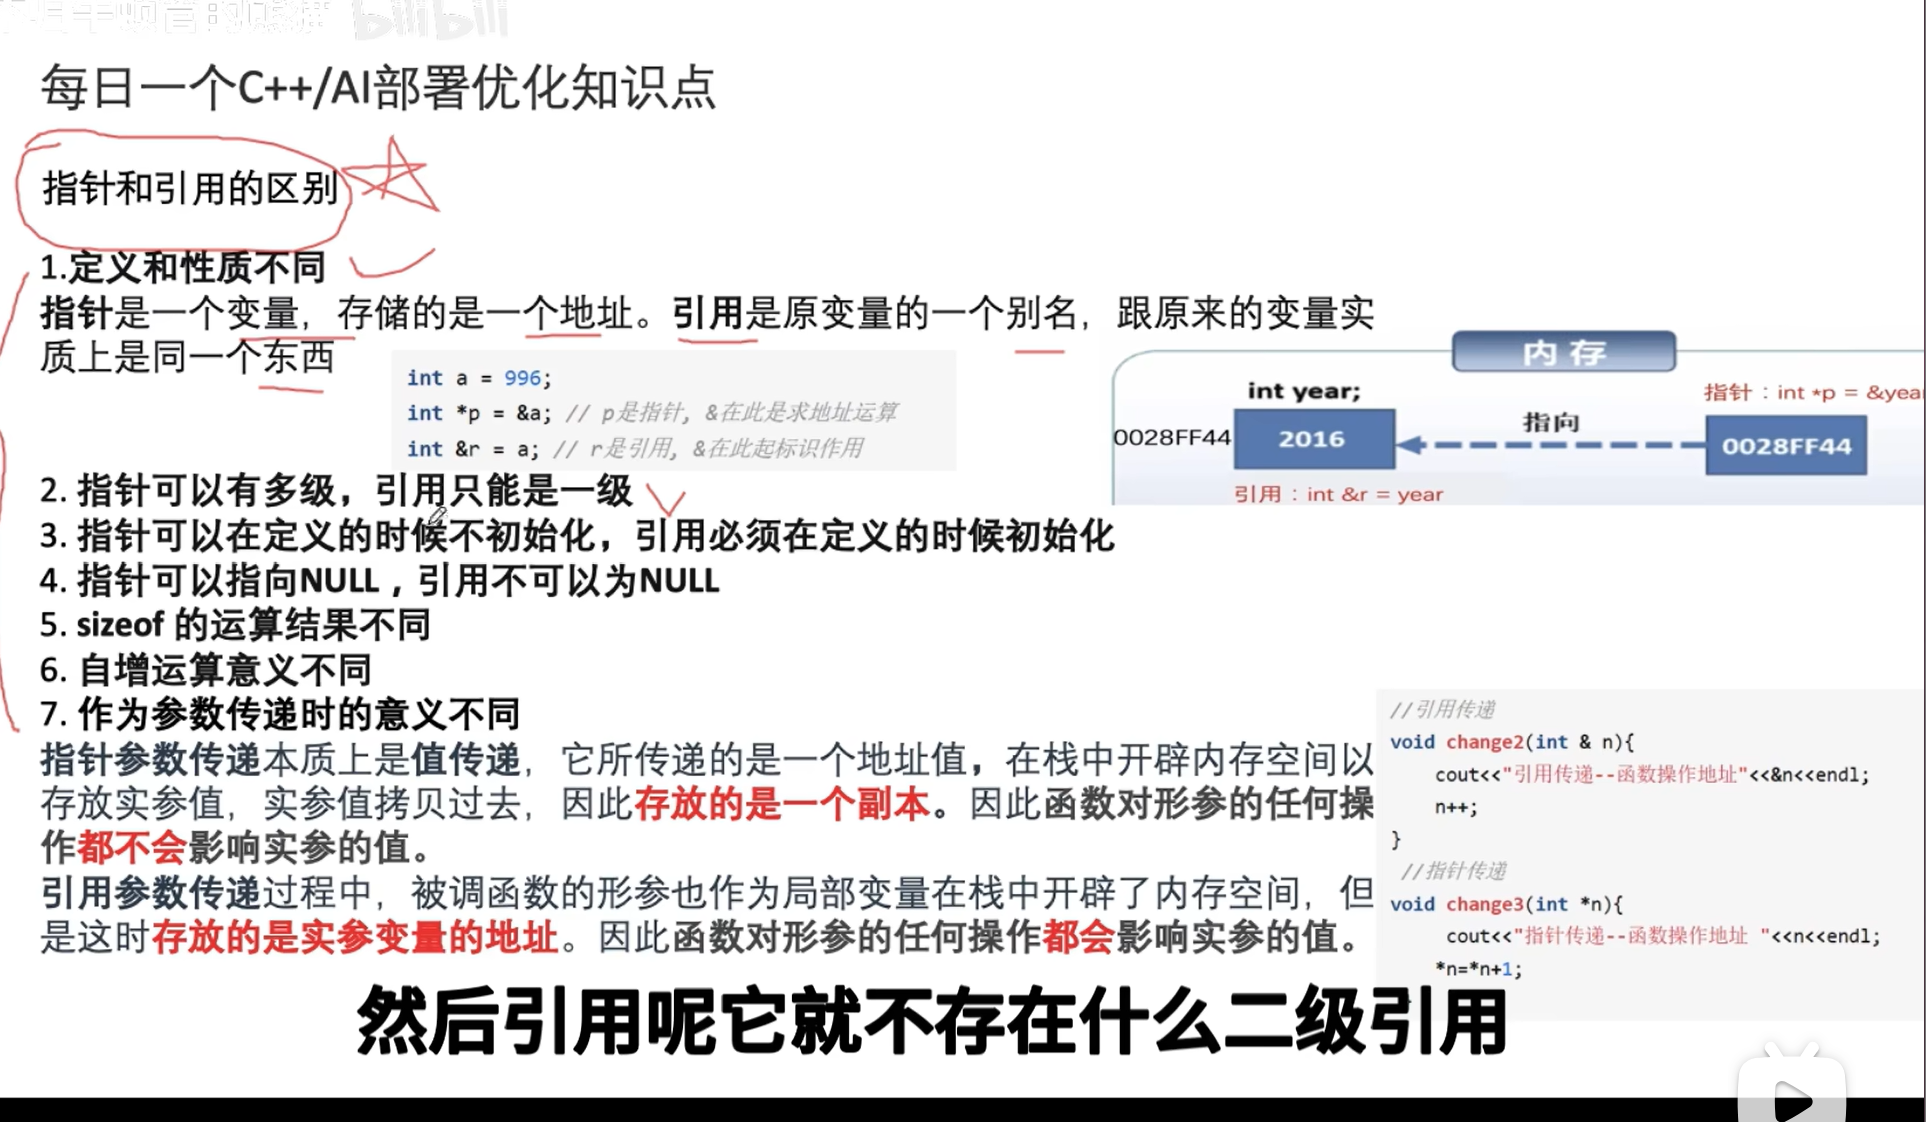 bilibili
每日一个C++/AI部署优化知识点
指针和引用的区别
1.定义和性质不同
指针是一个变量，存储的是一个地址。引用是原变量的一个别名，跟原来的变量实
质上是同一个东西
int a = 996;
int *p = &a; // p是指针, &在此是求地址运算
int &r = a; // r是引用, &在此起标识作用
内 存
int year;
指针：int *p = &year
0028FF44
2016
指向
0028FF44
引用：int &r = year
2. 指针可以有多级，引用只能是一级
3. 指针可以在定义的时候不初始化，引用必须在定义的时候初始化
4. 指针可以指向NULL，引用不可以为NULL
5. sizeof 的运算结果不同
6. 自增运算意义不同
7. 作为参数传递时的意义不同
指针参数传递本质上是值传递，它所传递的是一个地址值，在栈中开辟内存空间以
存放实参值，实参值拷贝过去，因此存放的是一个副本。因此函数对形参的任何操
作都不会影响实参的值。
引用参数传递过程中，被调函数的形参也作为局部变量在栈中开辟了内存空间，但
是这时存放的是实参变量的地址。因此函数对形参的任何操作都会影响实参的值。
//引用传递
void change2(int & n){
cout<<"引用传递--函数操作地址"<<&n<<endl;
n++;
}
//指针传递
void change3(int *n){
cout<<"指针传递--函数操作地址 "<<n<<endl;
*n=*n+1;
然后引用呢它就不存在什么二级引用